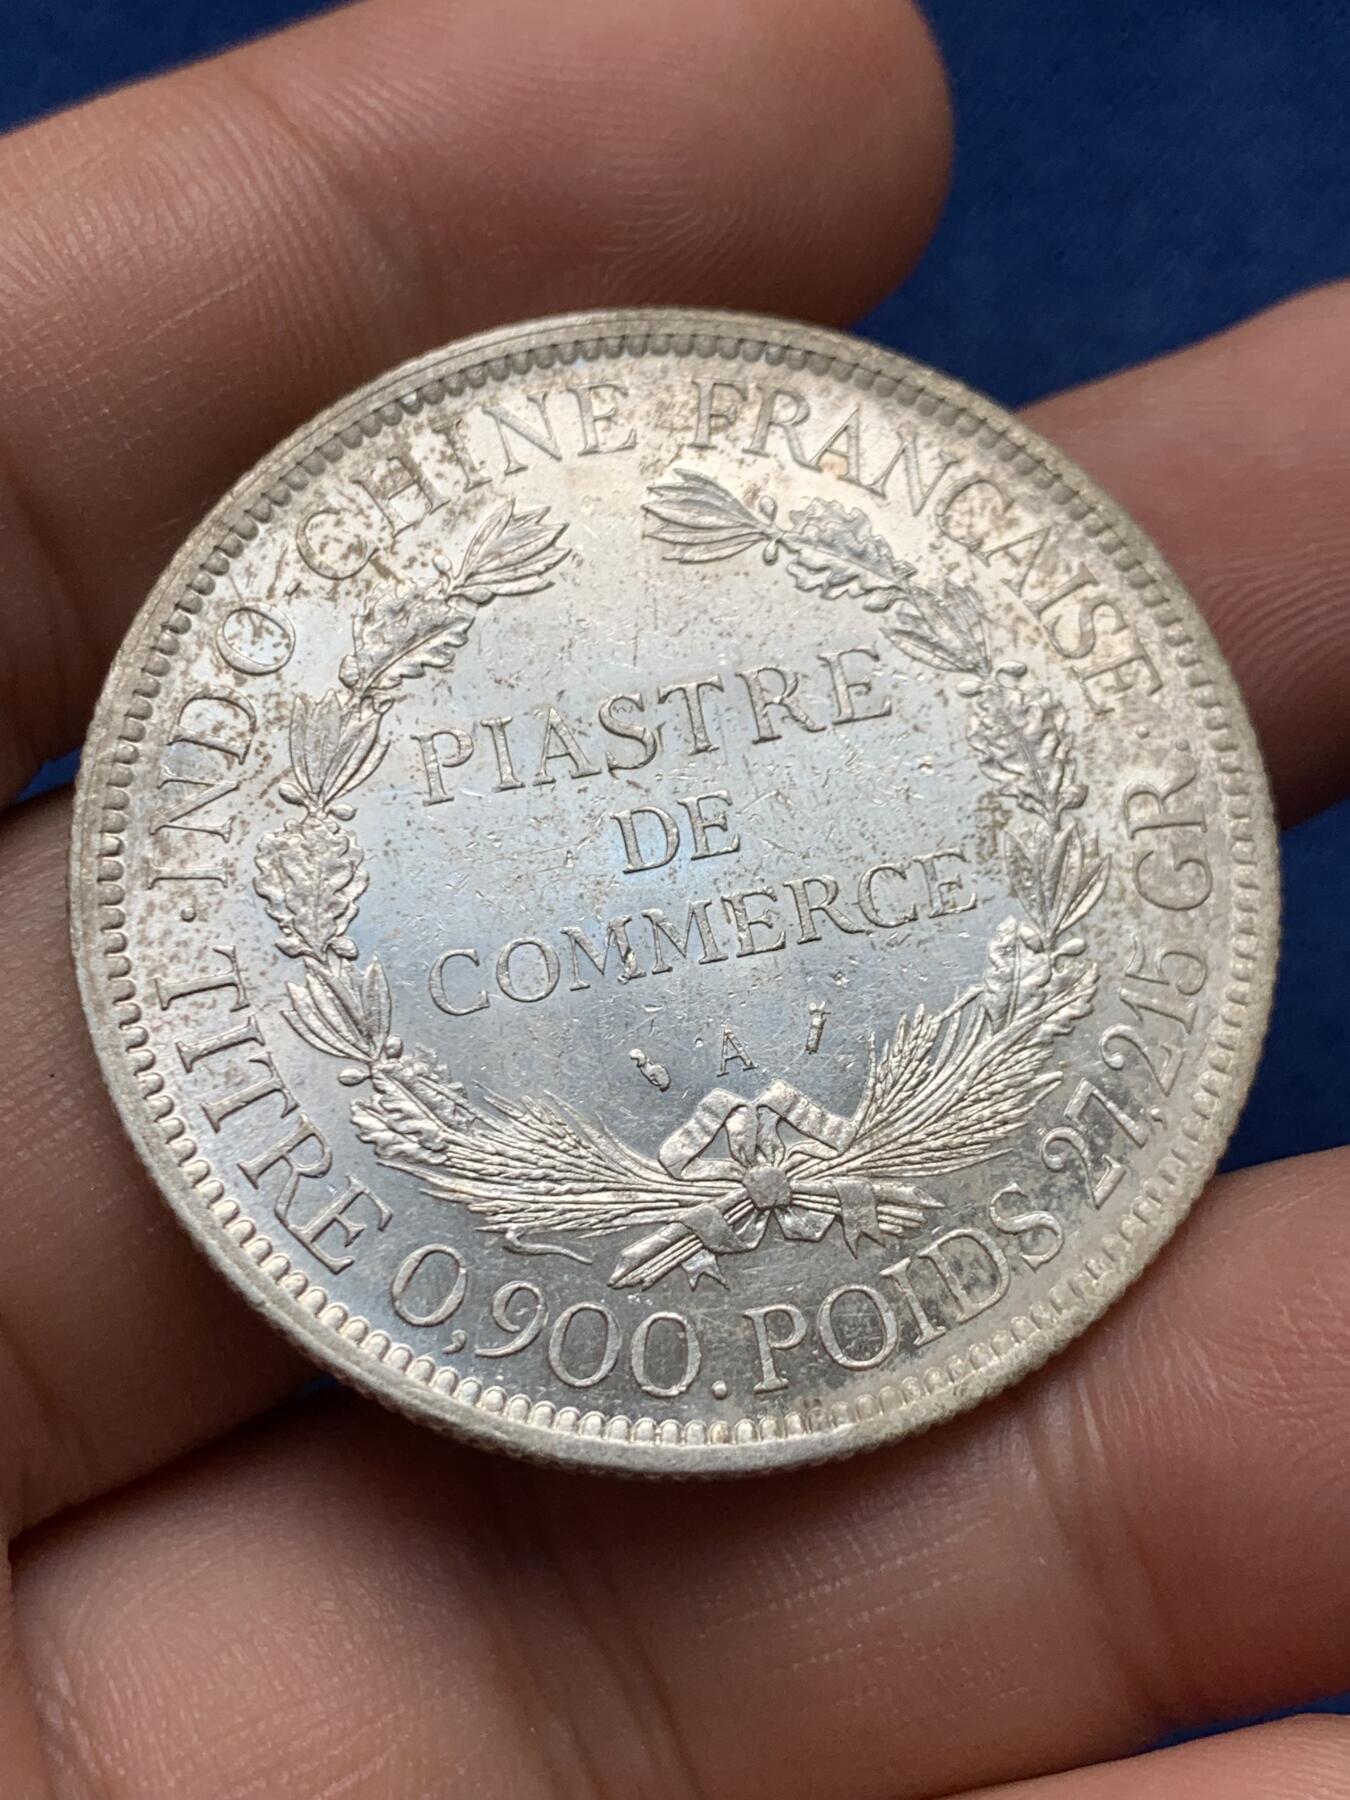 INDO-CHINE FRANÇAISE.
PIASTRE
DE
COMMERCE
A
TITRE 0,900. POIDS 27,215 GR.